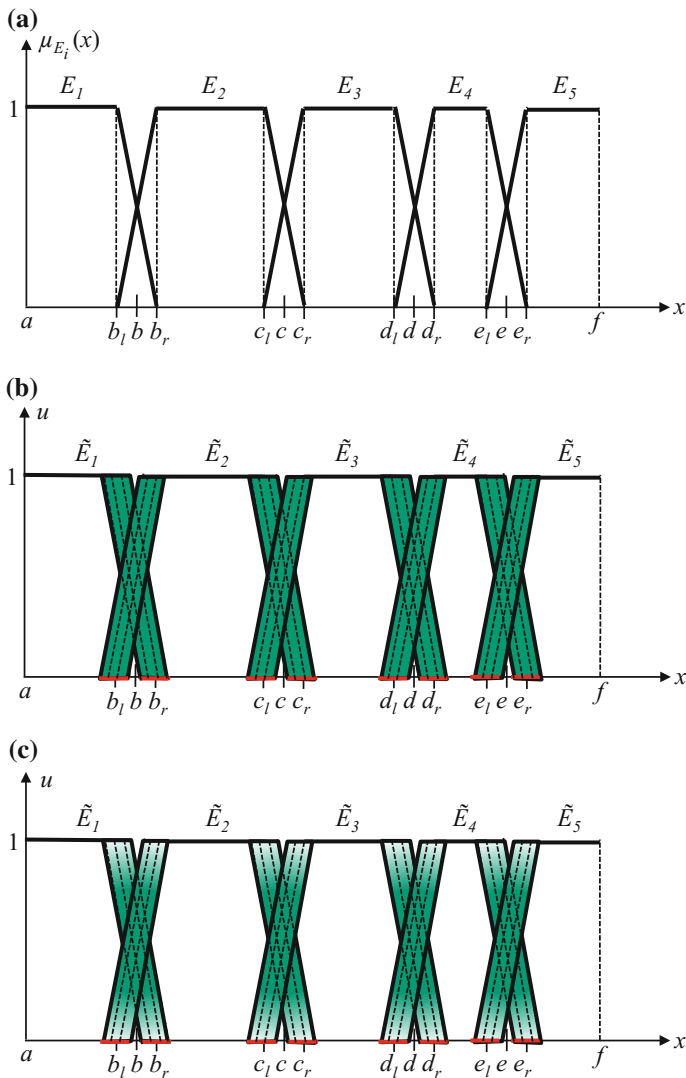 (a)
μ_{E_i}(x)
E_1 E_2 E_3 E_4 E_5
1
a b_l b b_r c_l c c_r d_l d d_r e_l e e_r f x
(b)
u
Ẽ_1 Ẽ_2 Ẽ_3 Ẽ_4 Ẽ_5
1
a b_l b b_r c_l c c_r d_l d d_r e_l e e_r f x
(c)
u
Ẽ_1 Ẽ_2 Ẽ_3 Ẽ_4 Ẽ_5
1
a b_l b b_r c_l c c_r d_l d d_r e_l e e_r f x